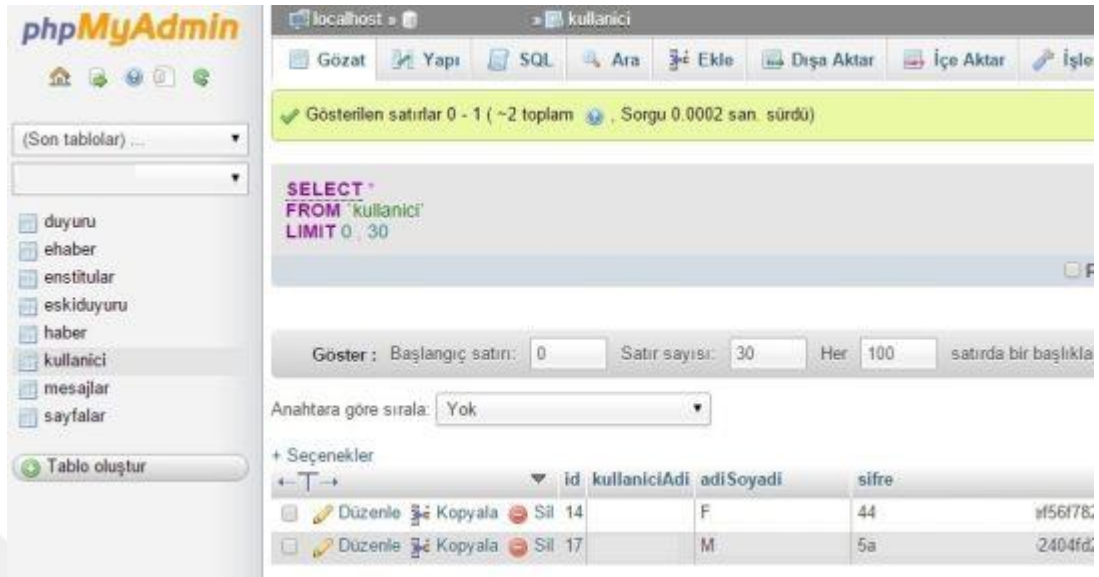 phpMyAdmin
localhost » » kullanici
Gözat Yapı SQL Ara Ekle Dışa Aktar İçe Aktar İşle
Gösterilen satırlar 0 - 1 ( ~2 toplam , Sorgu 0.0002 san. sürdü)
(Son tablolar) ...
SELECT *
FROM `kullanici`
LIMIT 0 , 30
duyuru
ehaber
enstitular
eskiduyuru
haber
kullanici
mesajlar
sayfalar
Tablo oluştur
Göster : Başlangıç satırı: 0 Satır sayısı: 30 Her 100 satırda bir başlıkla
Anahtara göre sırala: Yok
+ Seçenekler
←T→ id kullaniciAdi adiSoyadi sifre
Düzenle Kopyala Sil 14 F 44
Düzenle Kopyala Sil 17 M 5a 2404fd2